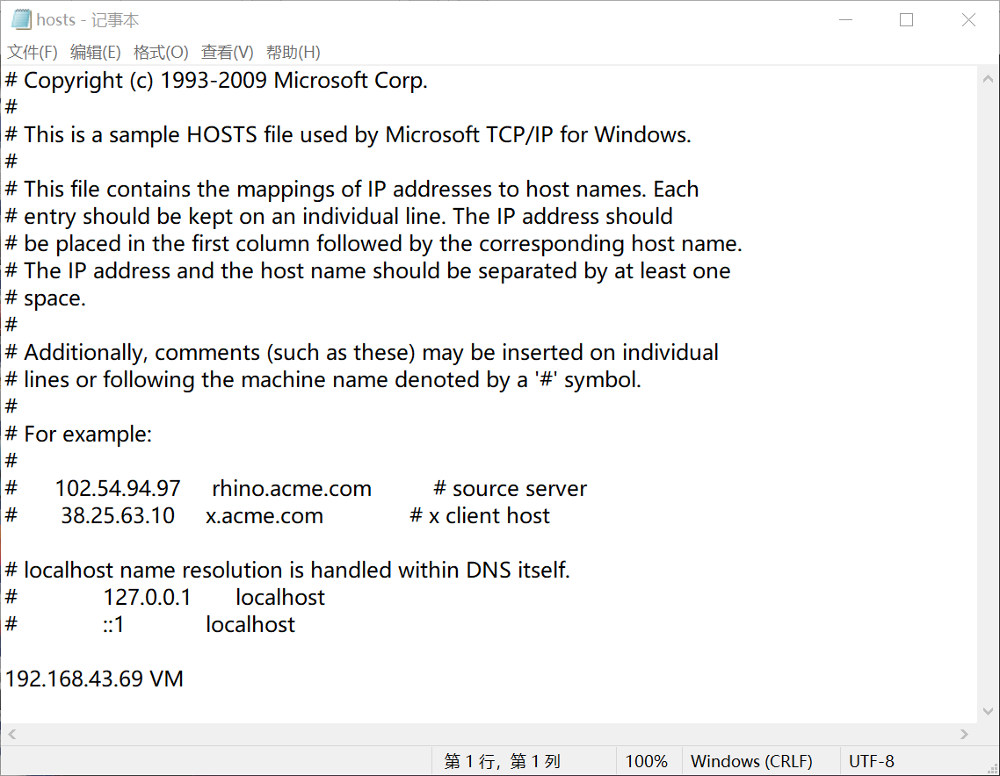 hosts - 记事本
文件(F) 编辑(E) 格式(O) 查看(V) 帮助(H)
# Copyright (c) 1993-2009 Microsoft Corp.
#
# This is a sample HOSTS file used by Microsoft TCP/IP for Windows.
#
# This file contains the mappings of IP addresses to host names. Each
# entry should be kept on an individual line. The IP address should
# be placed in the first column followed by the corresponding host name.
# The IP address and the host name should be separated by at least one
# space.
#
# Additionally, comments (such as these) may be inserted on individual
# lines or following the machine name denoted by a '#' symbol.
#
# For example:
#
#      102.54.94.97     rhino.acme.com          # source server
#       38.25.63.10     x.acme.com              # x client host

# localhost name resolution is handled within DNS itself.
#	127.0.0.1       localhost
#	::1             localhost

192.168.43.69 VM
第 1 行，第 1 列 100% Windows (CRLF) UTF-8